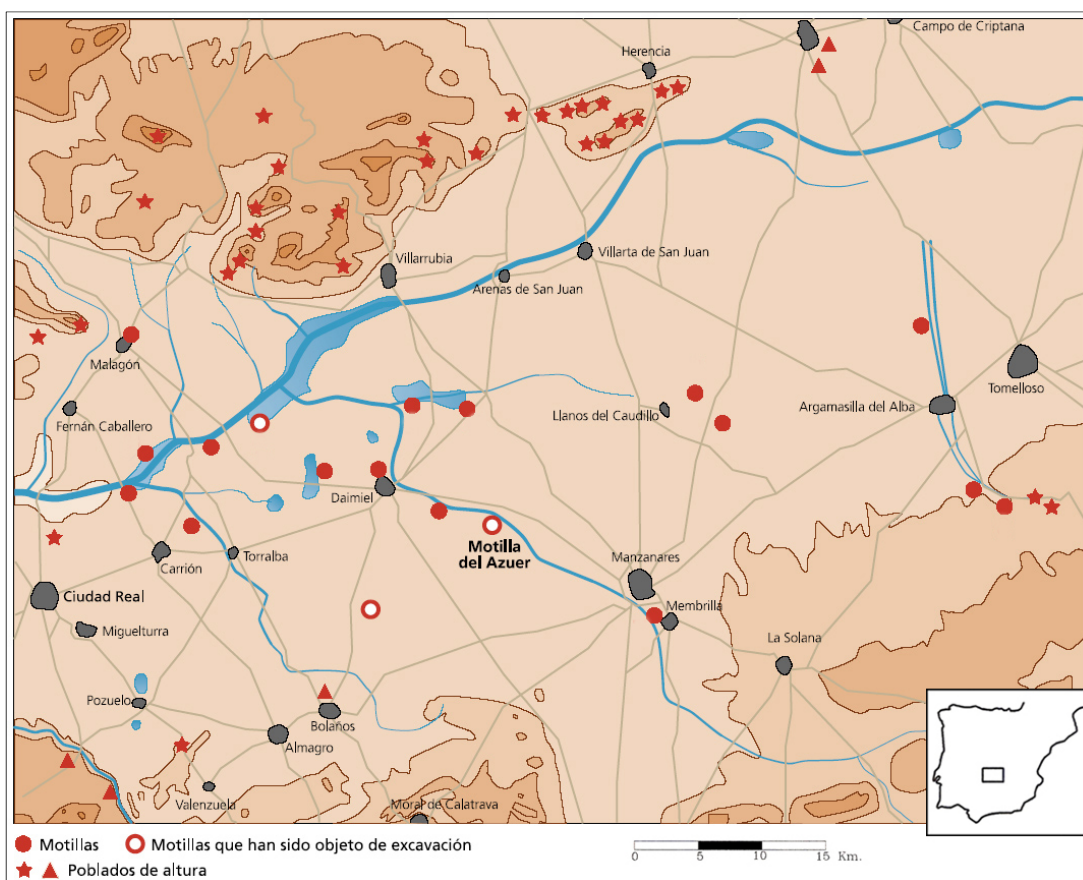 Campo de Criptana
Herencia
Villarrubia
Villarta de San Juan
Arenas de San Juan
Malagón
Tomelloso
Llanos del Caudillo
Argamasilla del Alba
Fernán Caballero
Daimiel
Motilla
del Azuer
Torralba
Carrión
Manzanares
Ciudad Real
Membrilla
Miguelturra
La Solana
Pozuelo
Bolaños
Almagro
Valenzuela
Moral de Calatrava
Motillas
Motillas que han sido objeto de excavación
Poblados de altura
0 5 10 15 Km.